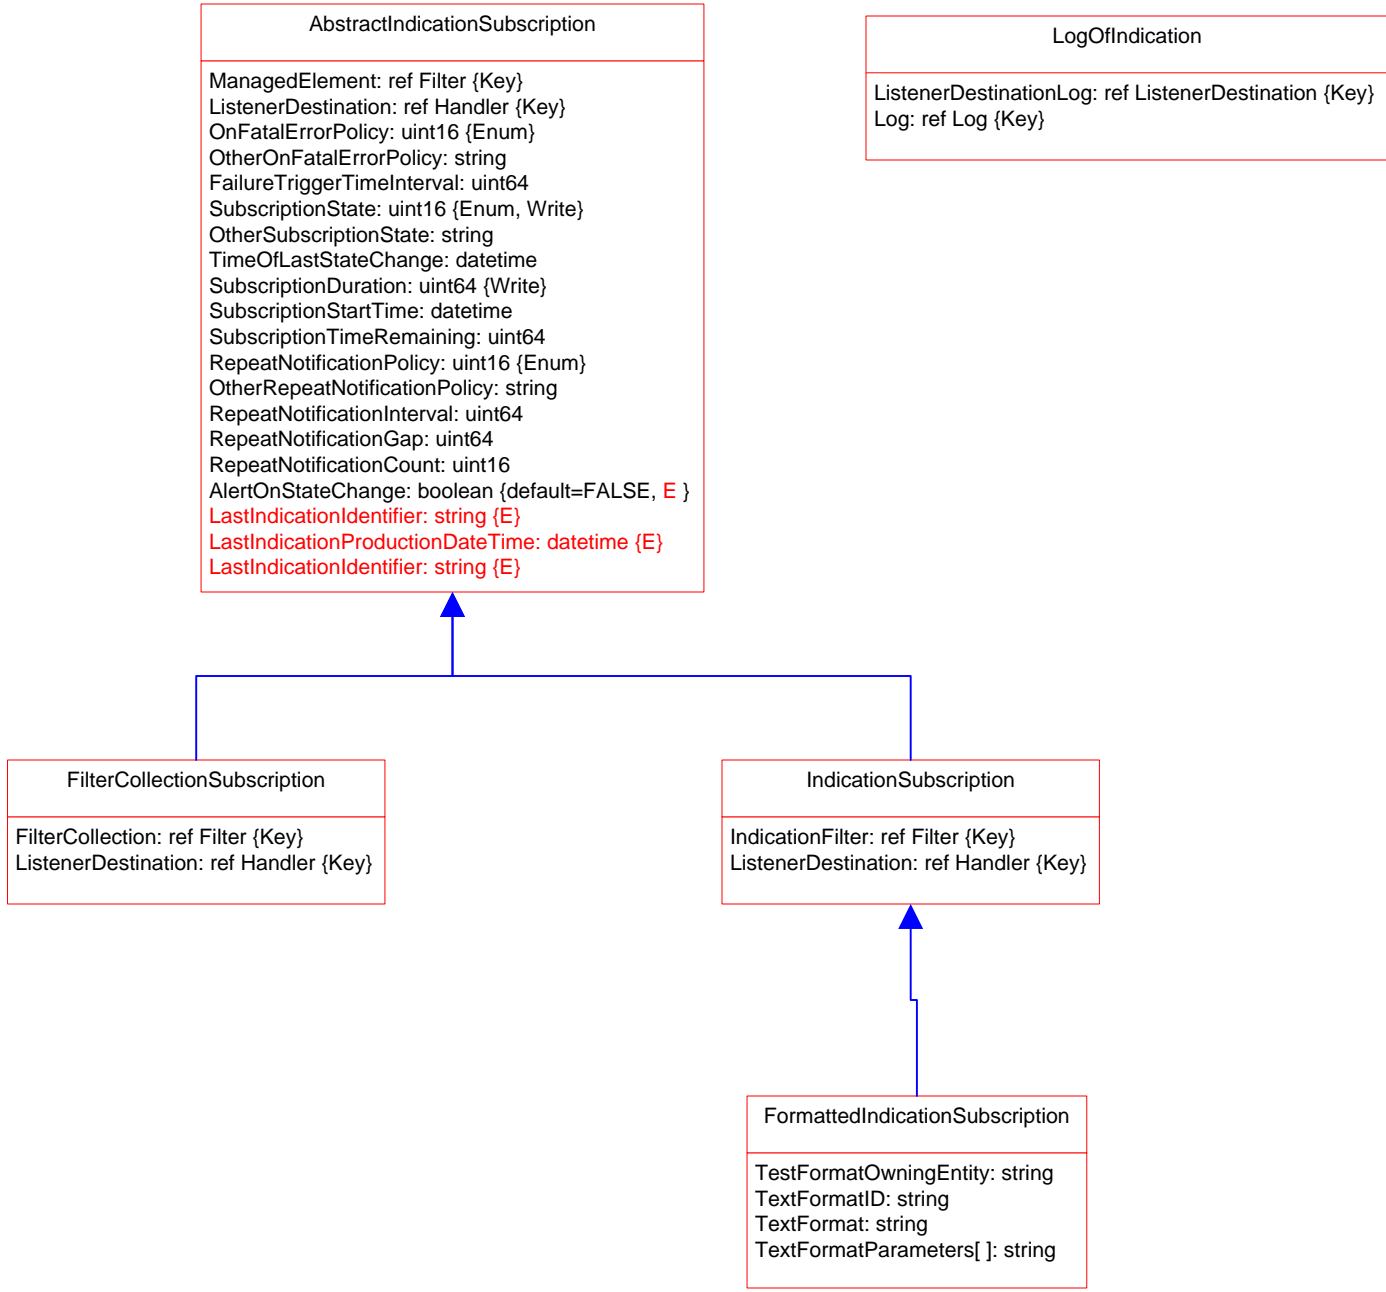 AbstractIndicationSubscription
ManagedElement: ref Filter {Key}
ListenerDestination: ref Handler {Key}
OnFatalErrorPolicy: uint16 {Enum}
OtherOnFatalErrorPolicy: string
FailureTriggerTimeInterval: uint64
SubscriptionState: uint16 {Enum, Write}
OtherSubscriptionState: string
TimeOfLastStateChange: datetime
SubscriptionDuration: uint64 {Write}
SubscriptionStartTime: datetime
SubscriptionTimeRemaining: uint64
RepeatNotificationPolicy: uint16 {Enum}
OtherRepeatNotificationPolicy: string
RepeatNotificationInterval: uint64
RepeatNotificationGap: uint64
RepeatNotificationCount: uint16
AlertOnStateChange: boolean {default=FALSE, E }
LastIndicationIdentifier: string {E}
LastIndicationProductionDateTime: datetime {E}
LastIndicationIdentifier: string {E}
LogOfIndication
ListenerDestinationLog: ref ListenerDestination {Key}
Log: ref Log {Key}
FilterCollectionSubscription
FilterCollection: ref Filter {Key}
ListenerDestination: ref Handler {Key}
IndicationSubscription
IndicationFilter: ref Filter {Key}
ListenerDestination: ref Handler {Key}
FormattedIndicationSubscription
TestFormatOwningEntity: string
TextFormatID: string
TextFormat: string
TextFormatParameters[ ]: string